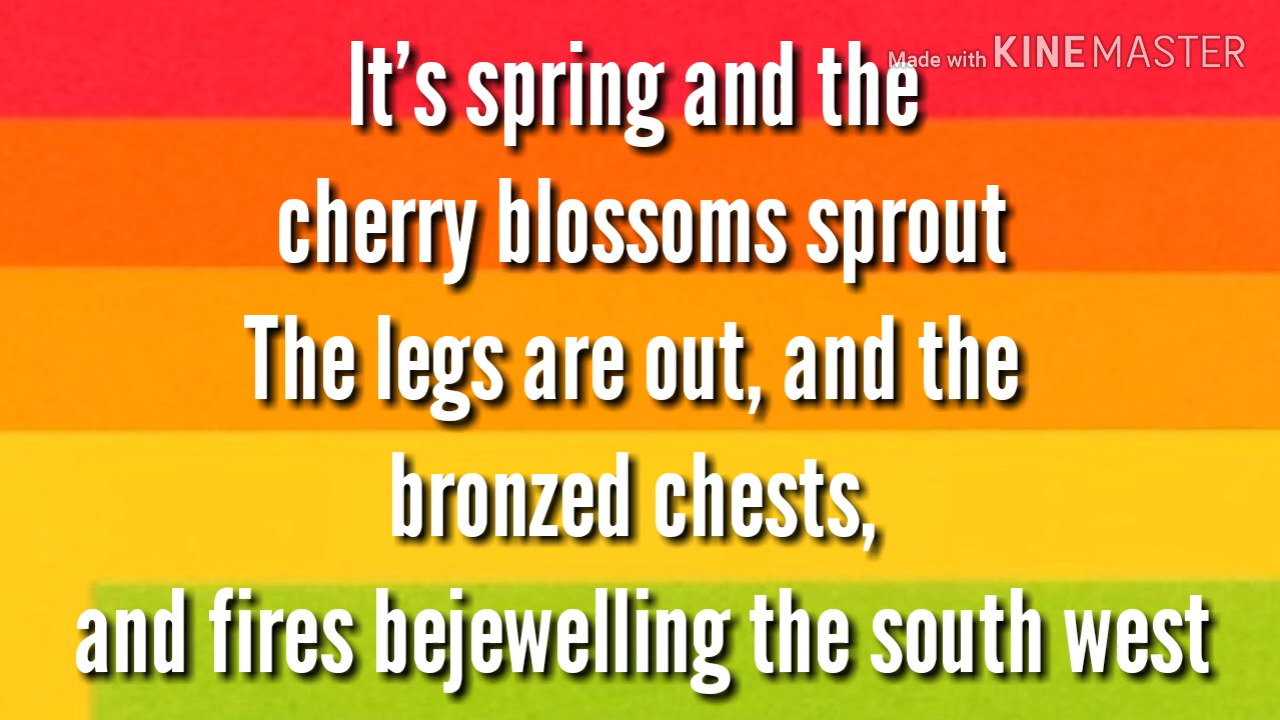 Made with KINEMASTER
It's spring and the
cherry blossoms sprout
The legs are out, and the
bronzed chests,
and fires bejewelling the south west